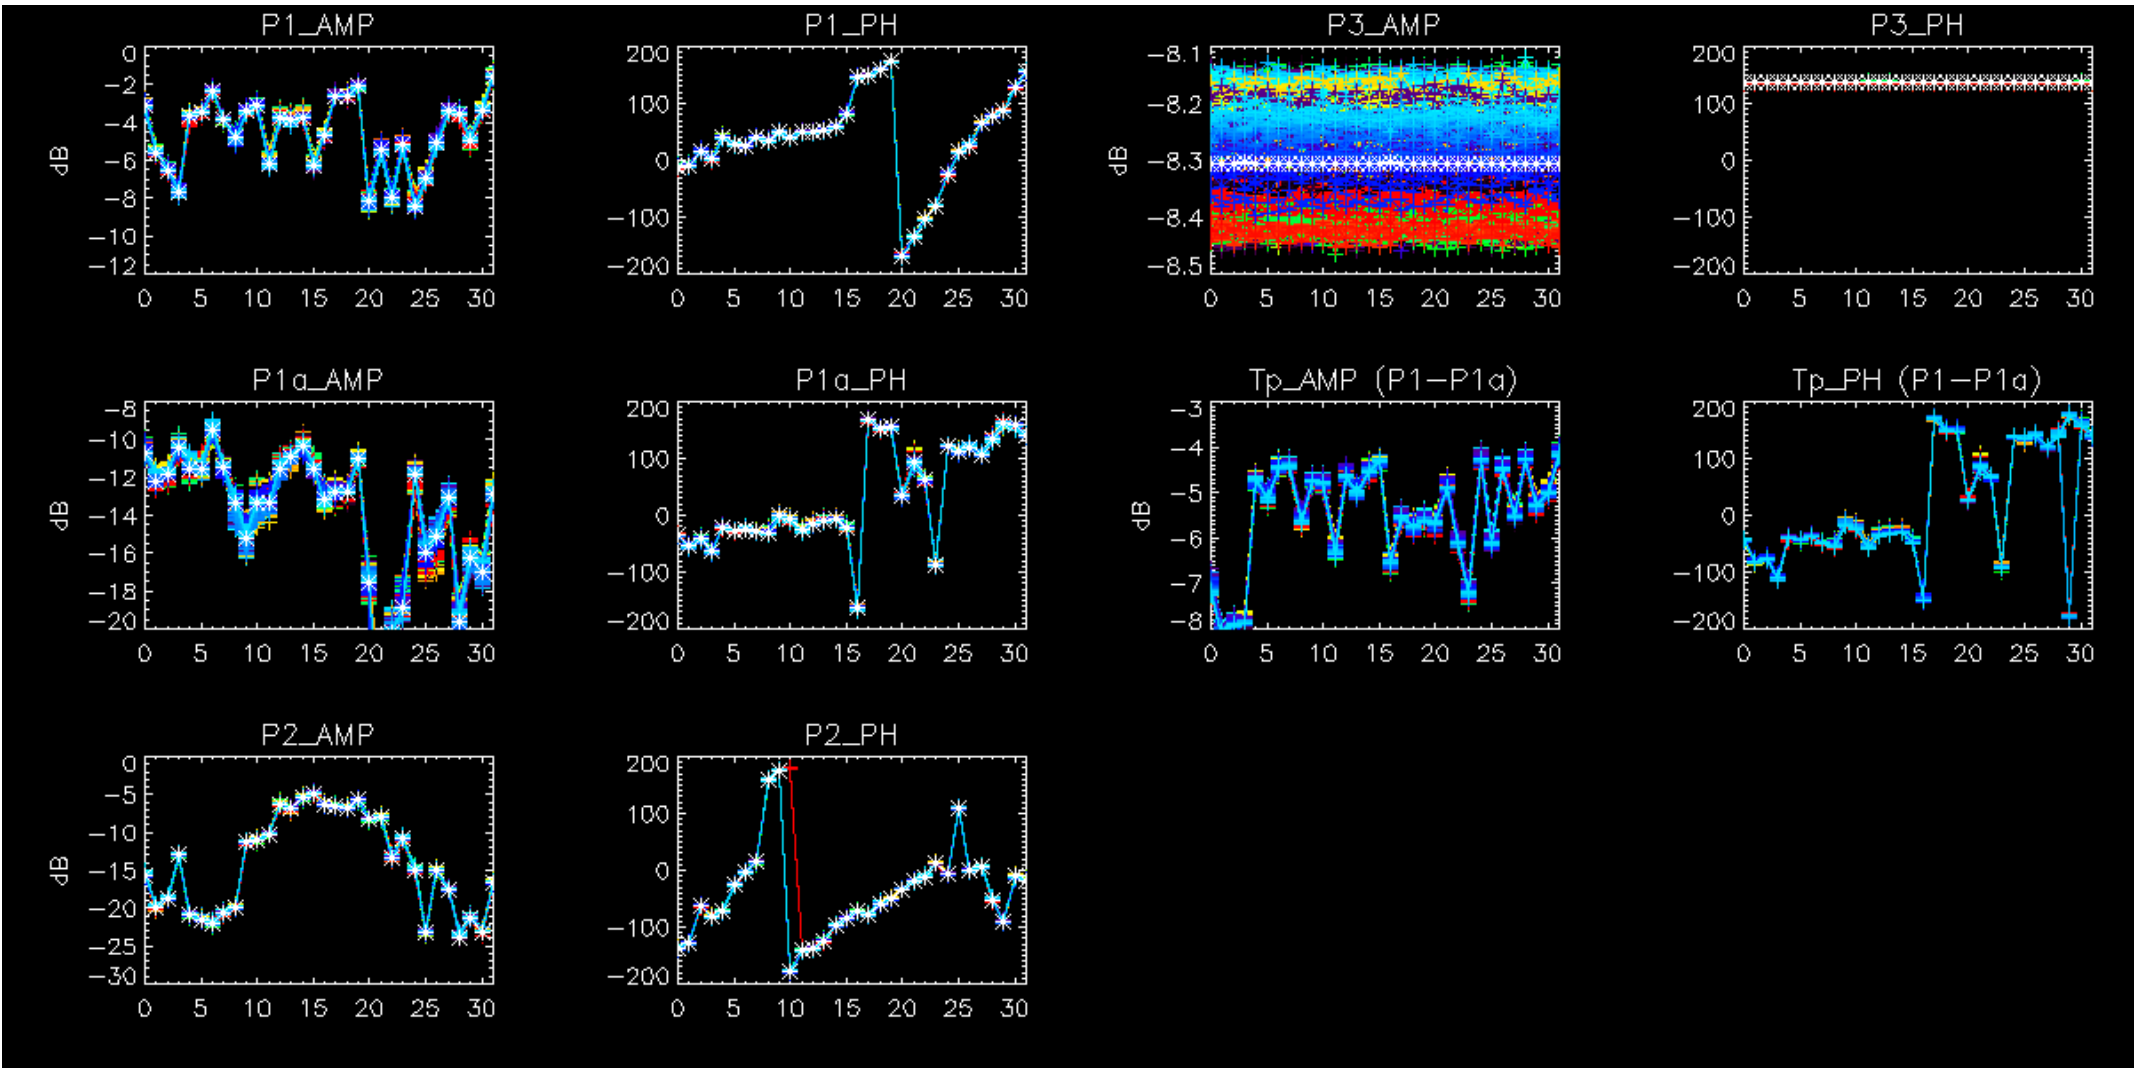 P1_AMP
P1_PH
P3_AMP
P3_PH
0
−2
−4
−6
−8
−10
−12
dB
0 5 10 15 20 25 30
200
100
0
−100
−200
0 5 10 15 20 25 30
−8.1
−8.2
−8.3
−8.4
−8.5
dB
0 5 10 15 20 25 30
200
100
0
−100
−200
0 5 10 15 20 25 30
P1a_AMP
P1a_PH
Tp_AMP (P1−P1a)
Tp_PH (P1−P1a)
−8
−10
−12
−14
−16
−18
−20
dB
0 5 10 15 20 25 30
200
100
0
−100
−200
0 5 10 15 20 25 30
−3
−4
−5
−6
−7
−8
dB
0 5 10 15 20 25 30
200
100
0
−100
−200
0 5 10 15 20 25 30
P2_AMP
P2_PH
0
−5
−10
−15
−20
−25
−30
dB
0 5 10 15 20 25 30
200
100
0
−100
−200
0 5 10 15 20 25 30